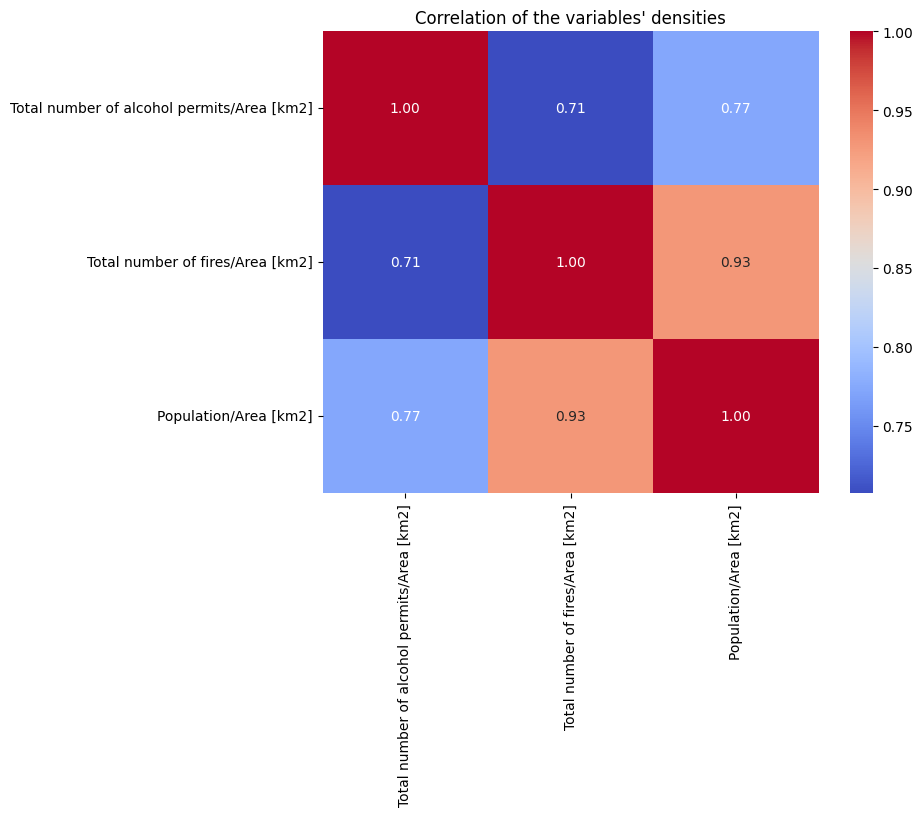 Correlation of the variables' densities
Total number of alcohol permits/Area [km2]
1.00 0.71 0.77
Total number of fires/Area [km2]
0.71 1.00 0.93
Population/Area [km2]
0.77 0.93 1.00
Total number of alcohol permits/Area [km2]
Total number of fires/Area [km2]
Population/Area [km2]
1.00
0.95
0.90
0.85
0.80
0.75